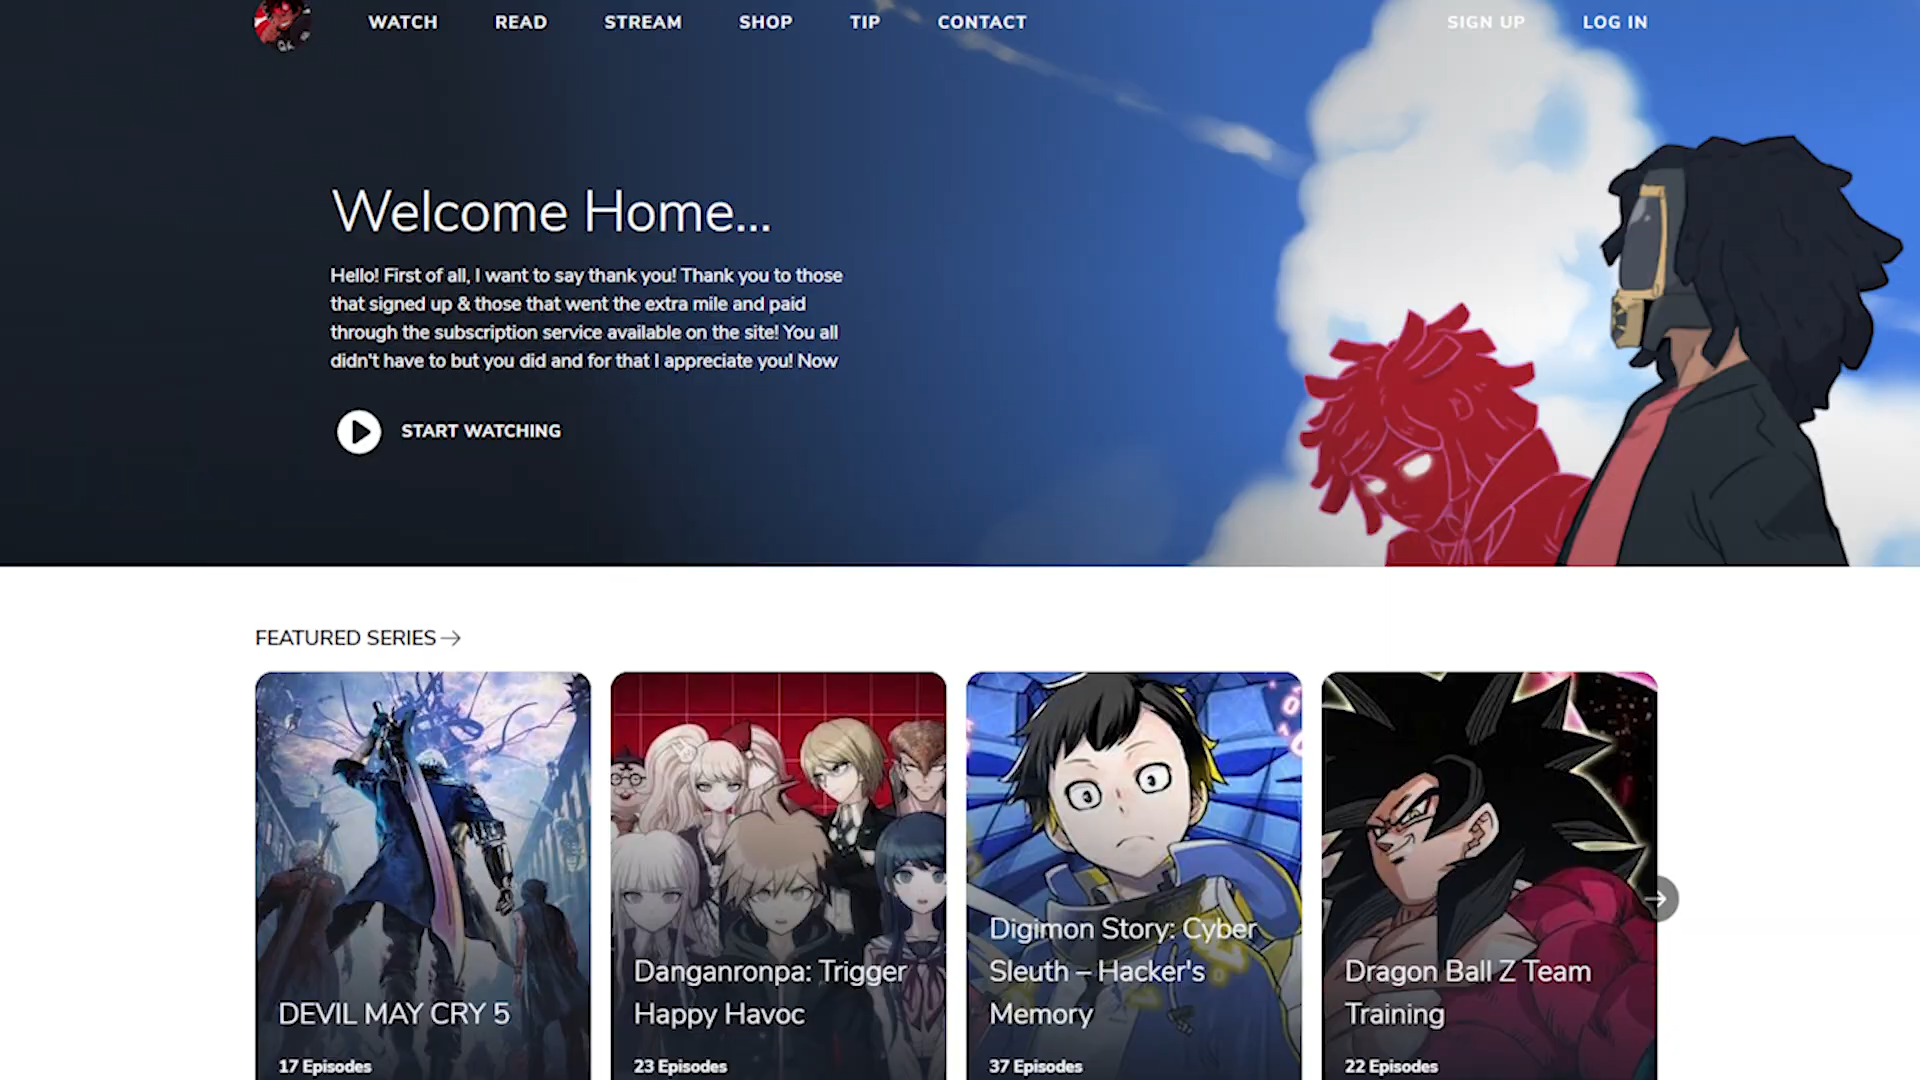 WATCH READ STREAM SHOP TIP CONTACT SIGN UP LOG IN
Welcome Home...
Hello! First of all, I want to say thank you! Thank you to those
that signed up & those that went the extra mile and paid
through the subscription service available on the site! You all
didn't have to but you did and for that I appreciate you! Now
START WATCHING
FEATURED SERIES
DEVIL MAY CRY 5
17 Episodes
Danganronpa: Trigger
Happy Havoc
23 Episodes
Digimon Story: Cyber
Sleuth – Hacker's
Memory
37 Episodes
Dragon Ball Z Team
Training
22 Episodes